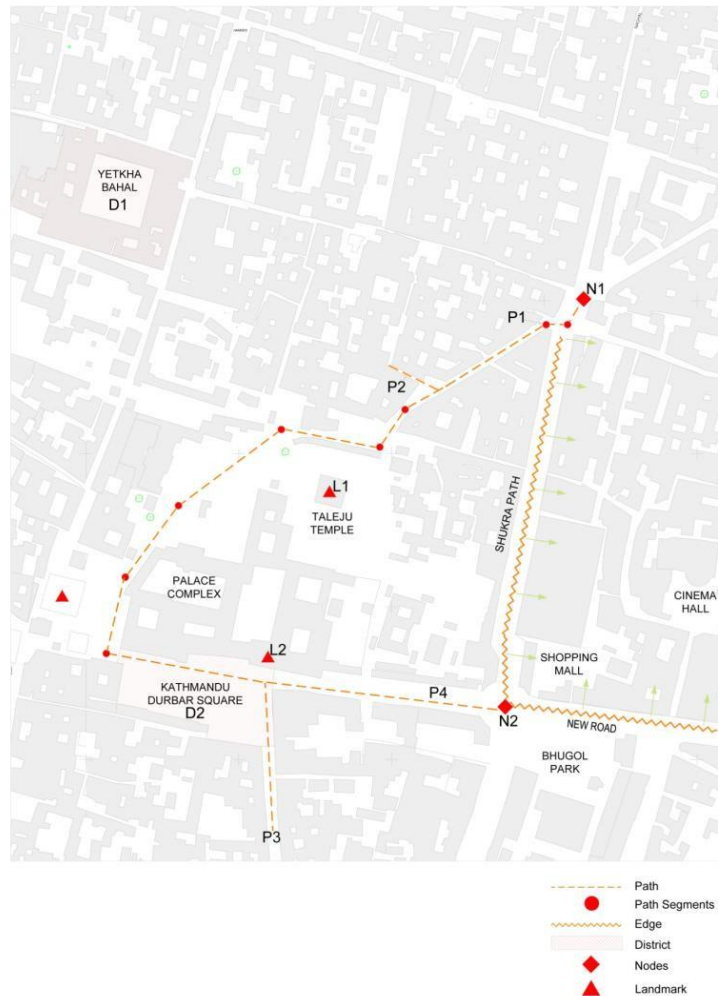 YETKHA
BAHAL
D1
N1
P1
P2
L1
TALEJU
TEMPLE
SHUKRA PATH
PALACE
COMPLEX
CINEMA
HALL
L2
SHOPPING
MALL
KATHMANDU
DURBAR SQUARE
D2
P4
N2
NEW ROAD
BHUGOL
PARK
P3
Path
Path Segments
Edge
District
Nodes
Landmark